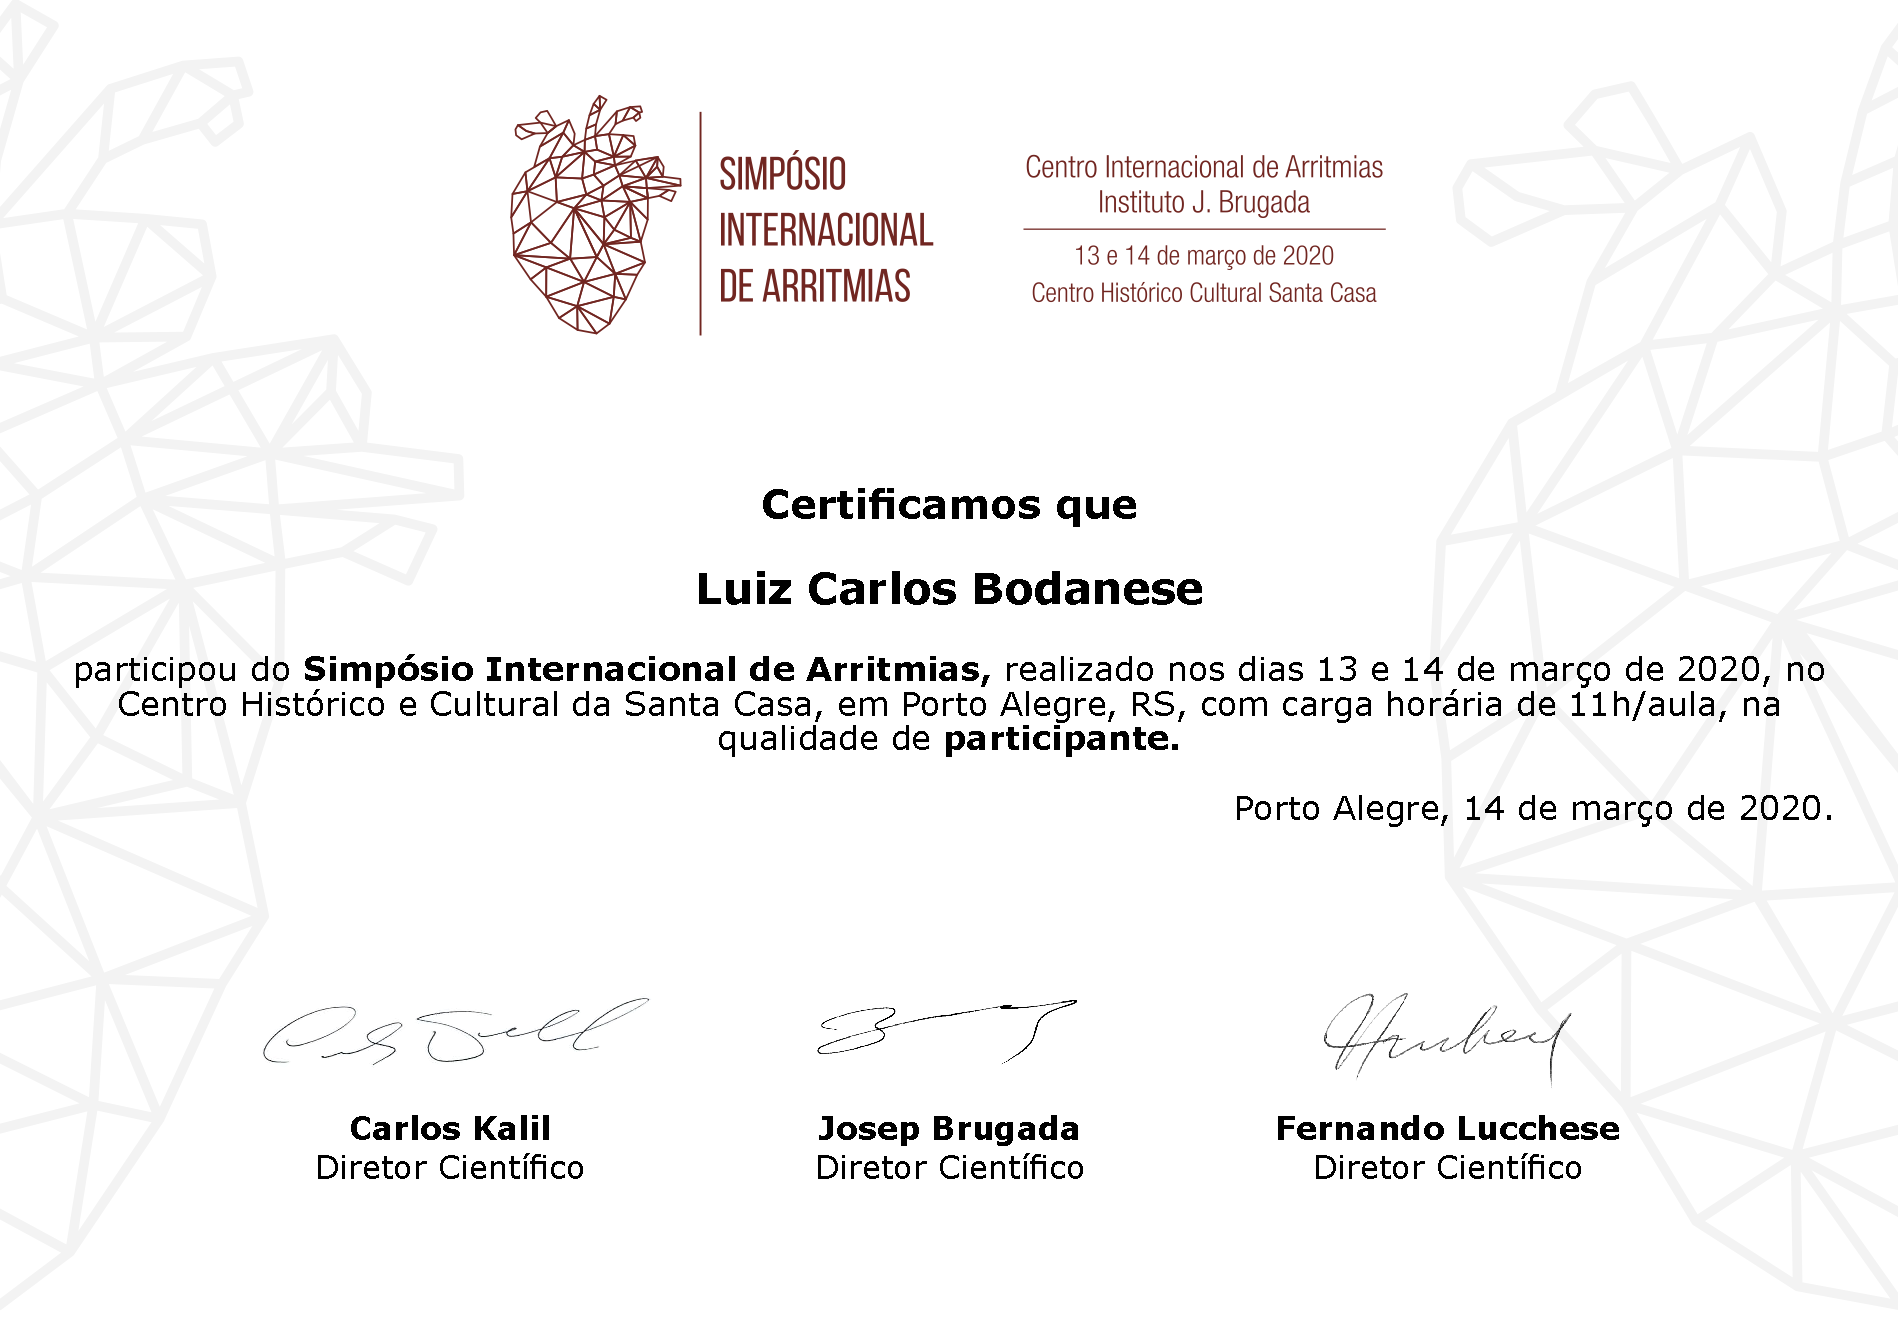 SIMPÓSIO
INTERNACIONAL
DE ARRITMIAS
Centro Internacional de Arritmias
Instituto J. Brugada
13 e 14 de março de 2020
Centro Histórico Cultural Santa Casa
Certificamos que
Luiz Carlos Bodanese
participou do Simpósio Internacional de Arritmias, realizado nos dias 13 e 14 de março de 2020, no
Centro Histórico e Cultural da Santa Casa, em Porto Alegre, RS, com carga horária de 11h/aula, na
qualidade de participante.
Porto Alegre, 14 de março de 2020.
Carlos Kalil
Diretor Científico
Josep Brugada
Diretor Científico
Fernando Lucchese
Diretor Científico